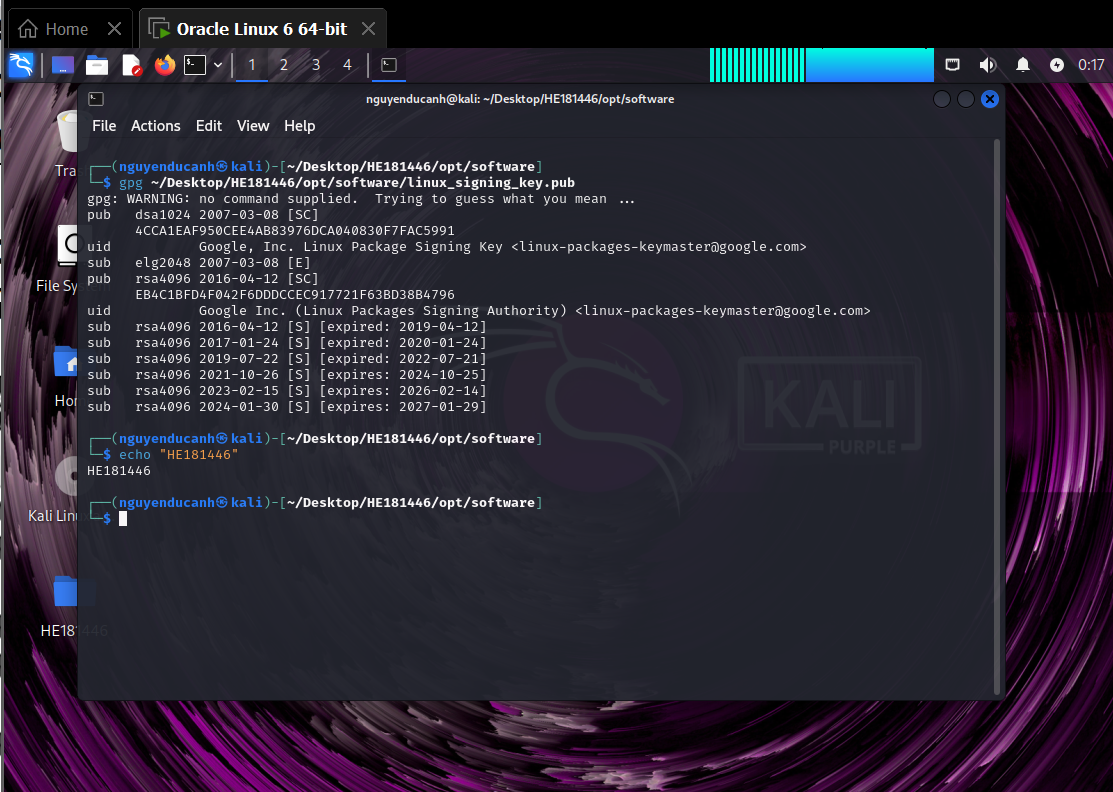 Home
Oracle Linux 6 64-bit
1 2 3 4
0:17
nguyenducanh@kali: ~/Desktop/HE181446/opt/software
File Actions Edit View Help
┌──(nguyenducanh㉿kali)-[~/Desktop/HE181446/opt/software]
└─$ gpg ~/Desktop/HE181446/opt/software/linux_signing_key.pub
gpg: WARNING: no command supplied.  Trying to guess what you mean ...
pub   dsa1024 2007-03-08 [SC]
      4CCA1EAF950CEE4AB83976DCA040830F7FAC5991
uid           Google, Inc. Linux Package Signing Key <linux-packages-keymaster@google.com>
sub   elg2048 2007-03-08 [E]
pub   rsa4096 2016-04-12 [SC]
      EB4C1BFD4F042F6DDDCCEC917721F63BD38B4796
uid           Google Inc. (Linux Packages Signing Authority) <linux-packages-keymaster@google.com>
sub   rsa4096 2016-04-12 [S] [expired: 2019-04-12]
sub   rsa4096 2017-01-24 [S] [expired: 2020-01-24]
sub   rsa4096 2019-07-22 [S] [expired: 2022-07-21]
sub   rsa4096 2021-10-26 [S] [expires: 2024-10-25]
sub   rsa4096 2023-02-15 [S] [expires: 2026-02-14]
sub   rsa4096 2024-01-30 [S] [expires: 2027-01-29]
┌──(nguyenducanh㉿kali)-[~/Desktop/HE181446/opt/software]
└─$ echo "HE181446"
HE181446
┌──(nguyenducanh㉿kali)-[~/Desktop/HE181446/opt/software]
└─$
Tra
File Sy
Hor
Kali Linu
HE181446
KALI
PURPLE